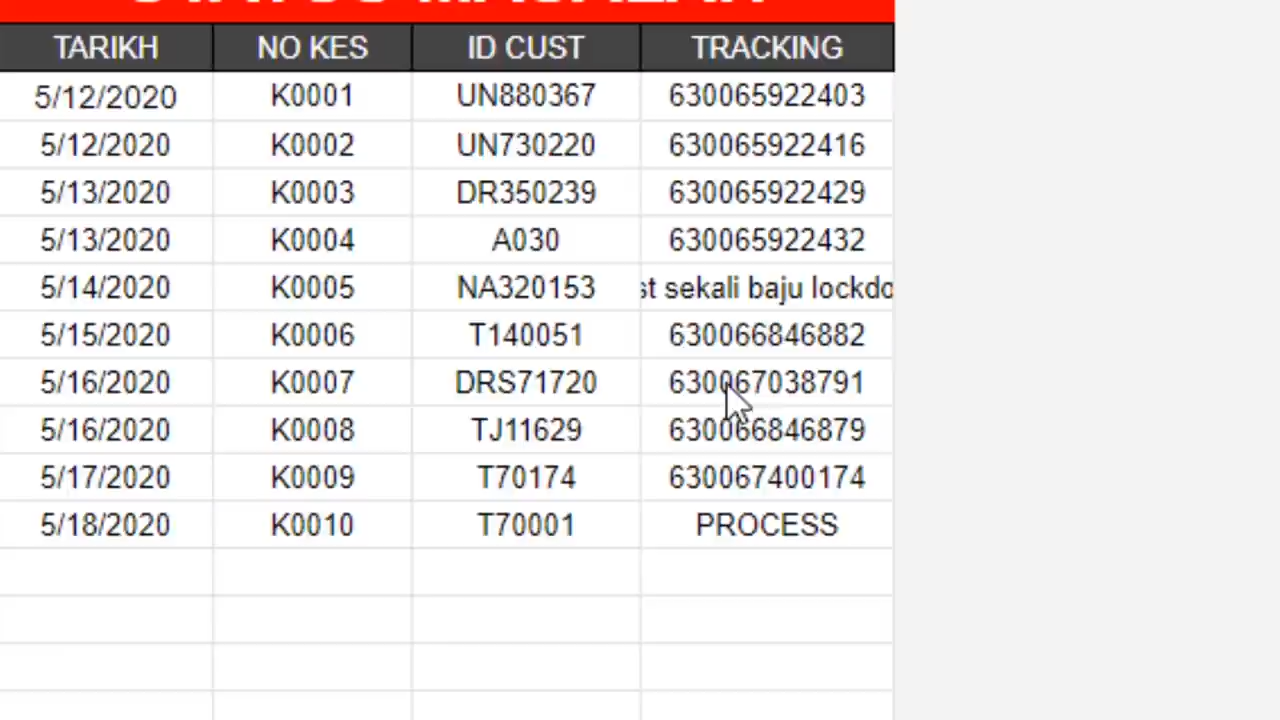 TARIKH NO KES ID CUST TRACKING
5/12/2020 K0001 UN880367 630065922403
5/12/2020 K0002 UN730220 630065922416
5/13/2020 K0003 DR350239 630065922429
5/13/2020 K0004 A030 630065922432
5/14/2020 K0005 NA320153 st sekali baju lockdo
5/15/2020 K0006 T140051 630066846882
5/16/2020 K0007 DRS71720 630067038791
5/16/2020 K0008 TJ11629 630066846879
5/17/2020 K0009 T70174 630067400174
5/18/2020 K0010 T70001 PROCESS